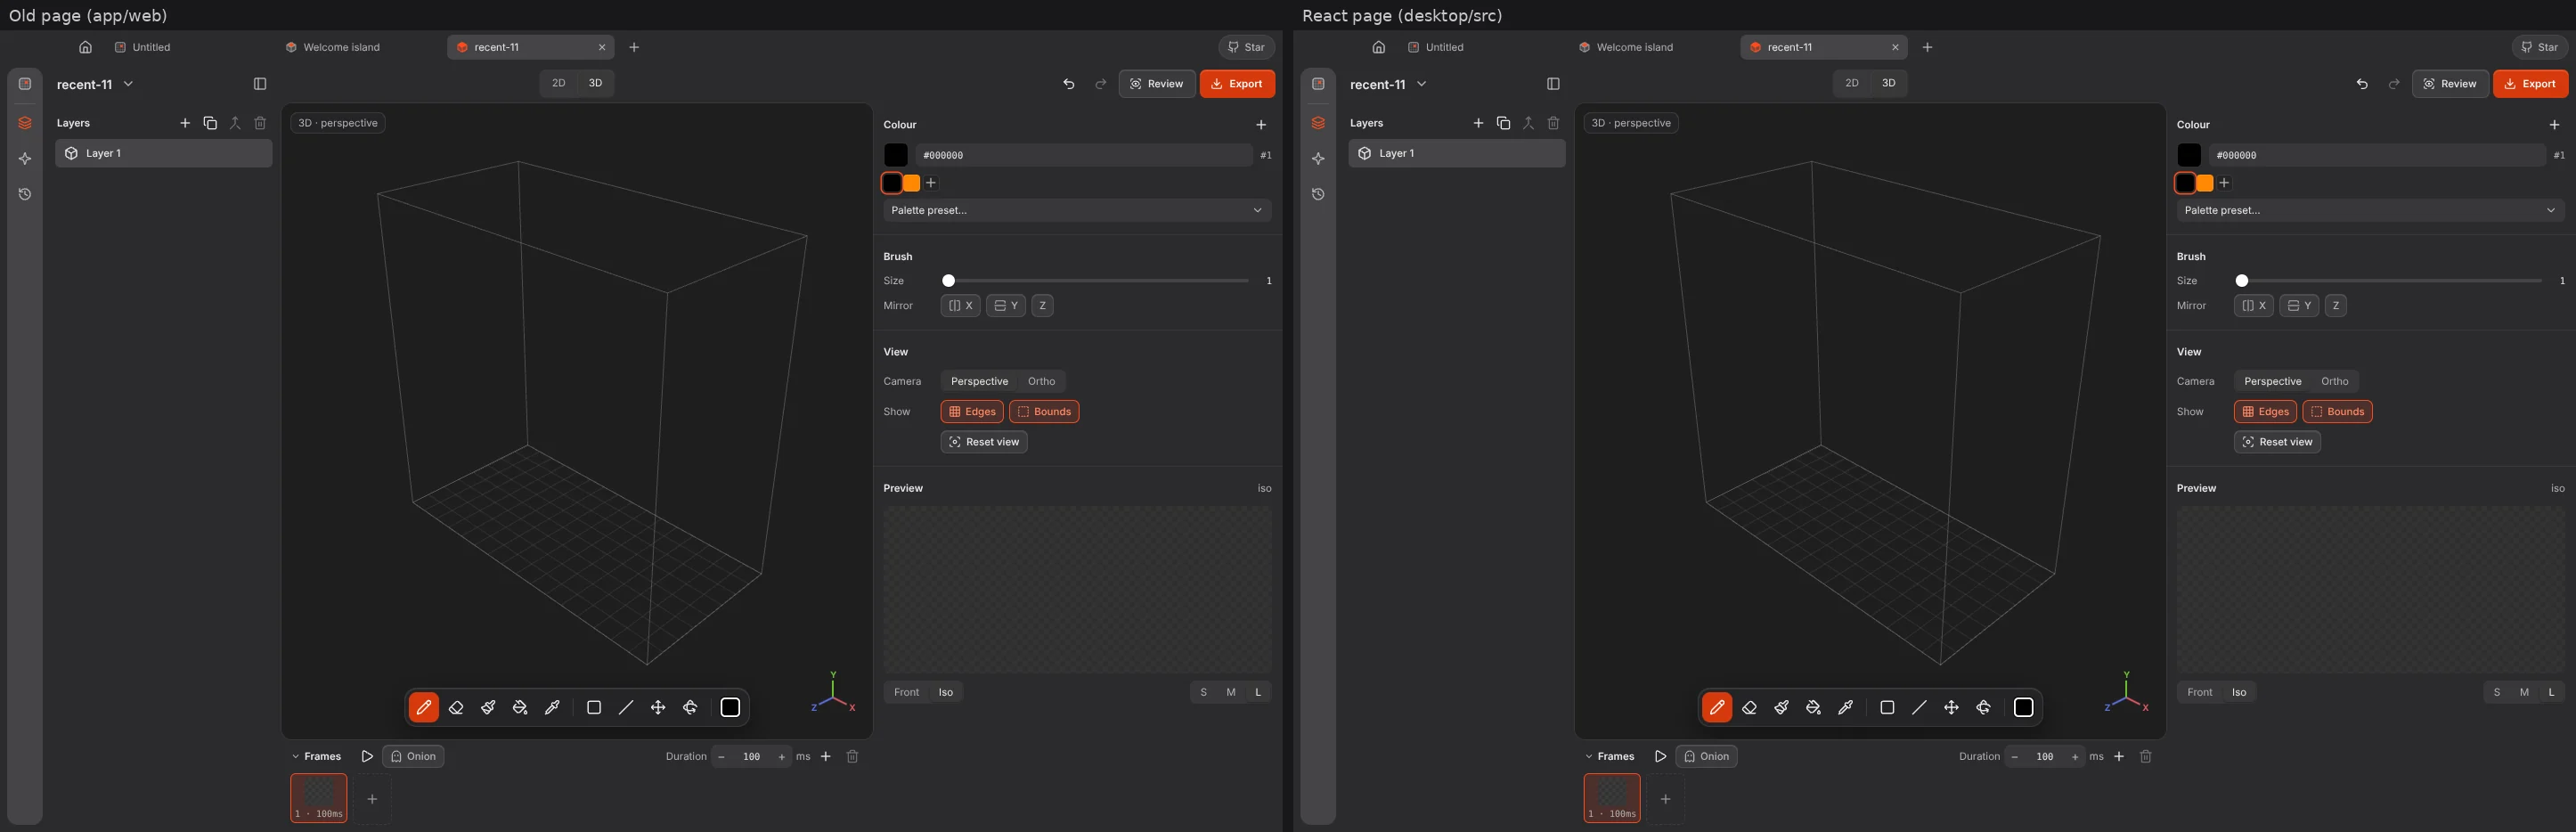 Old page (app/web)
Untitled
Welcome island
recent-11
Star
recent-11
2D 3D
Review
Export
Layers
Layer 1
3D · perspective
Y
Z X
Colour
#000000 #1
Palette preset...
Brush
Size 1
Mirror X Y Z
View
Camera Perspective Ortho
Show Edges Bounds
Reset view
Preview iso
Front Iso S M L
Frames Onion Duration − 100 + ms
1 · 100ms
React page (desktop/src)
Untitled
Welcome island
recent-11
Star
recent-11
2D 3D
Review
Export
Layers
Layer 1
3D · perspective
Y
Z X
Colour
#000000 #1
Palette preset...
Brush
Size 1
Mirror X Y Z
View
Camera Perspective Ortho
Show Edges Bounds
Reset view
Preview iso
Front Iso S M L
Frames Onion Duration − 100 + ms
1 · 100ms